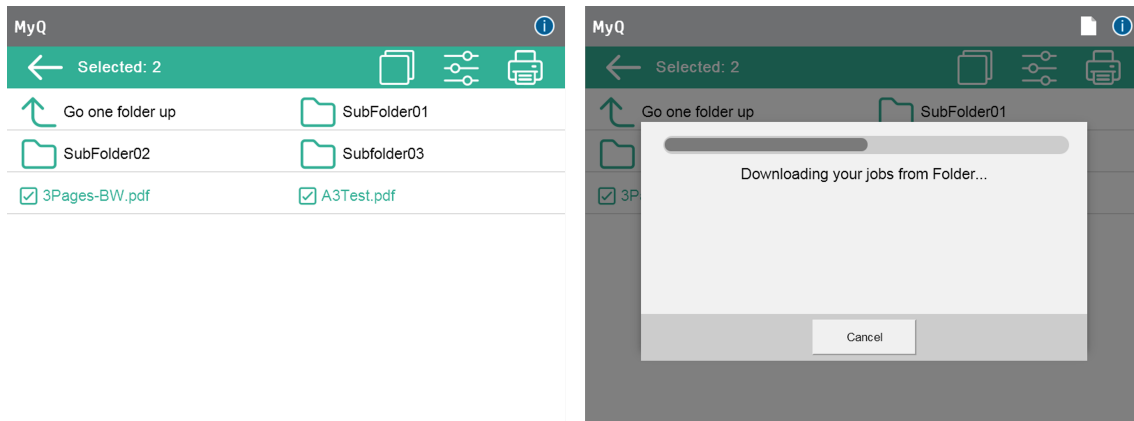 MyQ
Selected: 2
Go one folder up SubFolder01
SubFolder02 Subfolder03
3Pages-BW.pdf A3Test.pdf
MyQ
Selected: 2
Go one folder up SubFolder01
3P
Downloading your jobs from Folder...
Cancel